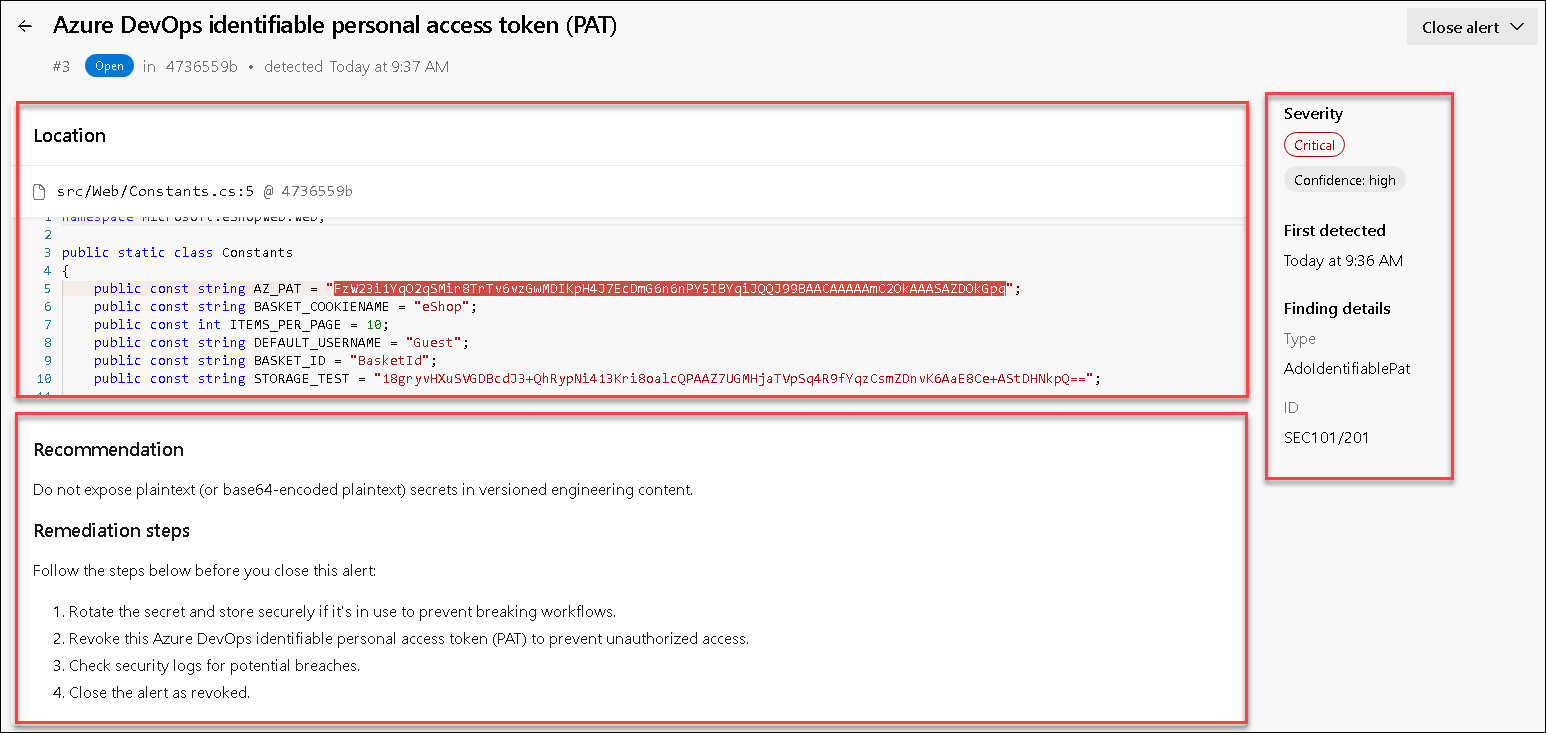 Azure DevOps identifiable personal access token (PAT)
Close alert
#3 Open in 4736559b • detected Today at 9:37 AM
Location
src/Web/Constants.cs:5 @ 4736559b
1 namespace Microsoft.eShopWeb.Web;
2
3 public static class Constants
4 {
5 public const string AZ_PAT = "FzW23i1YqO2qSMir8TrTv6vzGwMDIKpH4J7EcDmG6n6nPY5IBYqiJQQJ99BAACAAAAAmC2OkAAASAZDOkGpq";
6 public const string BASKET_COOKIENAME = "eShop";
7 public const int ITEMS_PER_PAGE = 10;
8 public const string DEFAULT_USERNAME = "Guest";
9 public const string BASKET_ID = "BasketId";
10 public const string STORAGE_TEST = "18gryvHXuSVGDBcdJ3+QhRypNi413Kri8oalcQPAAZ7UGMHjaTVpSq4R9fYqzCsmZDnvK6AaE8Ce+AStDHNkpQ==";
11
Recommendation
Do not expose plaintext (or base64-encoded plaintext) secrets in versioned engineering content.
Remediation steps
Follow the steps below before you close this alert:
1. Rotate the secret and store securely if it's in use to prevent breaking workflows.
2. Revoke this Azure DevOps identifiable personal access token (PAT) to prevent unauthorized access.
3. Check security logs for potential breaches.
4. Close the alert as revoked.
Severity
Critical
Confidence: high
First detected
Today at 9:36 AM
Finding details
Type
AdoIdentifiablePat
ID
SEC101/201